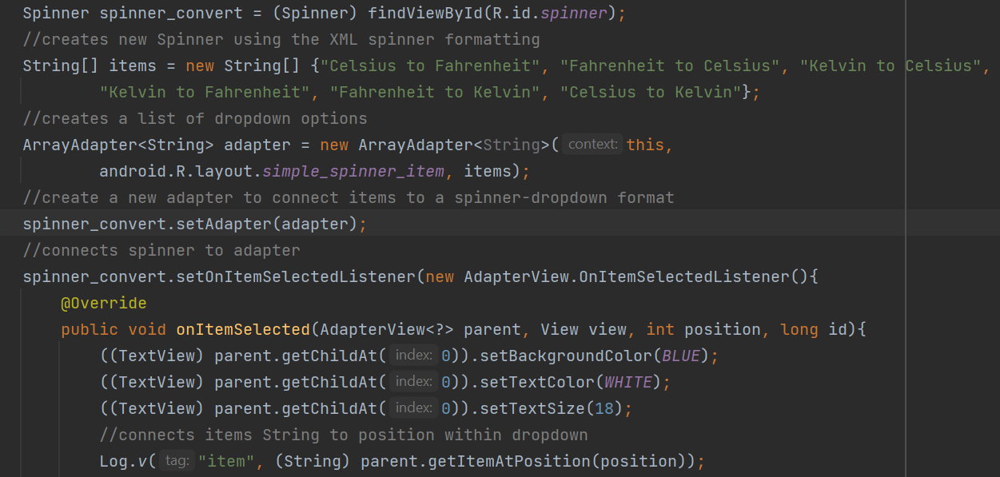 Spinner spinner_convert = (Spinner) findViewById(R.id.spinner);
//creates new Spinner using the XML spinner formatting
String[] items = new String[] {"Celsius to Fahrenheit", "Fahrenheit to Celsius", "Kelvin to Celsius",
"Kelvin to Fahrenheit", "Fahrenheit to Kelvin", "Celsius to Kelvin"};
//creates a list of dropdown options
ArrayAdapter<String> adapter = new ArrayAdapter<String>( context: this,
android.R.layout.simple_spinner_item, items);
//create a new adapter to connect items to a spinner-dropdown format
spinner_convert.setAdapter(adapter);
//connects spinner to adapter
spinner_convert.setOnItemSelectedListener(new AdapterView.OnItemSelectedListener(){
@Override
public void onItemSelected(AdapterView<?> parent, View view, int position, long id){
((TextView) parent.getChildAt( index: 0)).setBackgroundColor(BLUE);
((TextView) parent.getChildAt( index: 0)).setTextColor(WHITE);
((TextView) parent.getChildAt( index: 0)).setTextSize(18);
//connects items String to position within dropdown
Log.v( tag: "item", (String) parent.getItemAtPosition(position));